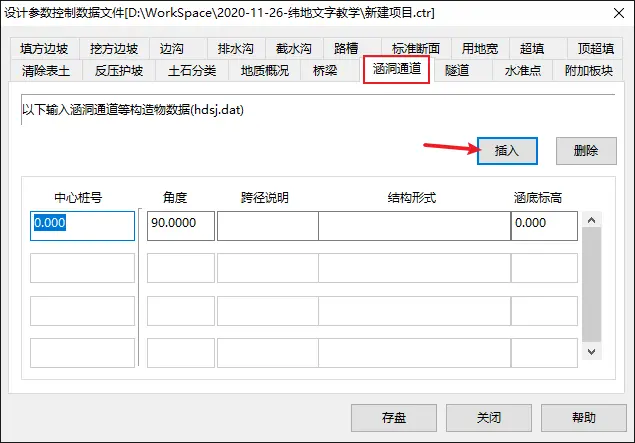 设计参数控制数据文件[D:\WorkSpace\2020-11-26-纬地文字教学\新建项目.ctr]
填方边坡 挖方边坡 边沟 排水沟 截水沟 路槽 标准断面 用地宽 超填 顶超填
清除表土 反压护坡 土石分类 地质概况 桥梁 涵洞通道 隧道 水准点 附加板块
以下输入涵洞通道等构造物数据(hdsj.dat)
插入 删除
中心桩号 角度 跨径说明 结构形式 涵底标高
0.000 90.0000 0.000
存盘 关闭 帮助